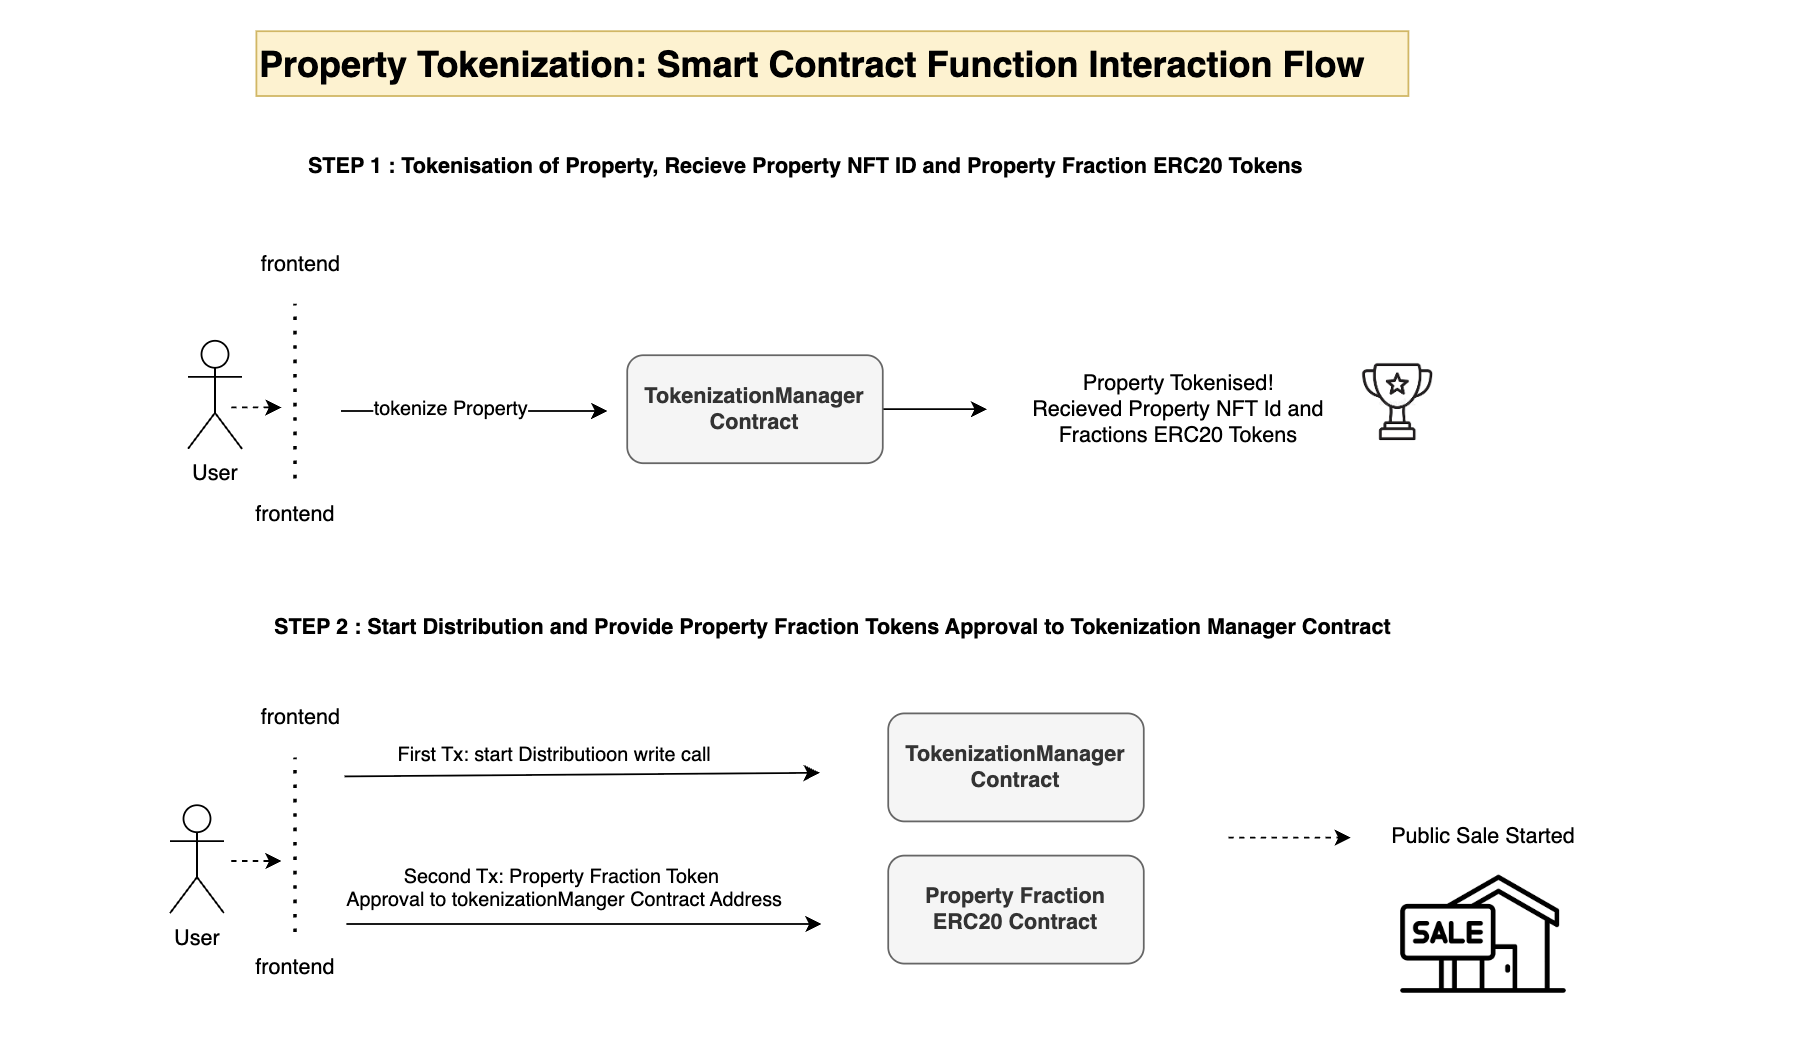 Property Tokenization: Smart Contract Function Interaction Flow
STEP 1 : Tokenisation of Property, Recieve Property NFT ID and Property Fraction ERC20 Tokens
frontend
tokenize Property
TokenizationManager
Contract
Property Tokenised!
Recieved Property NFT Id and
Fractions ERC20 Tokens
User
frontend
STEP 2 : Start Distribution and Provide Property Fraction Tokens Approval to Tokenization Manager Contract
frontend
First Tx: start Distributioon write call
TokenizationManager
Contract
Public Sale Started
Second Tx: Property Fraction Token
Approval to tokenizationManger Contract Address
Property Fraction
ERC20 Contract
SALE
User
frontend